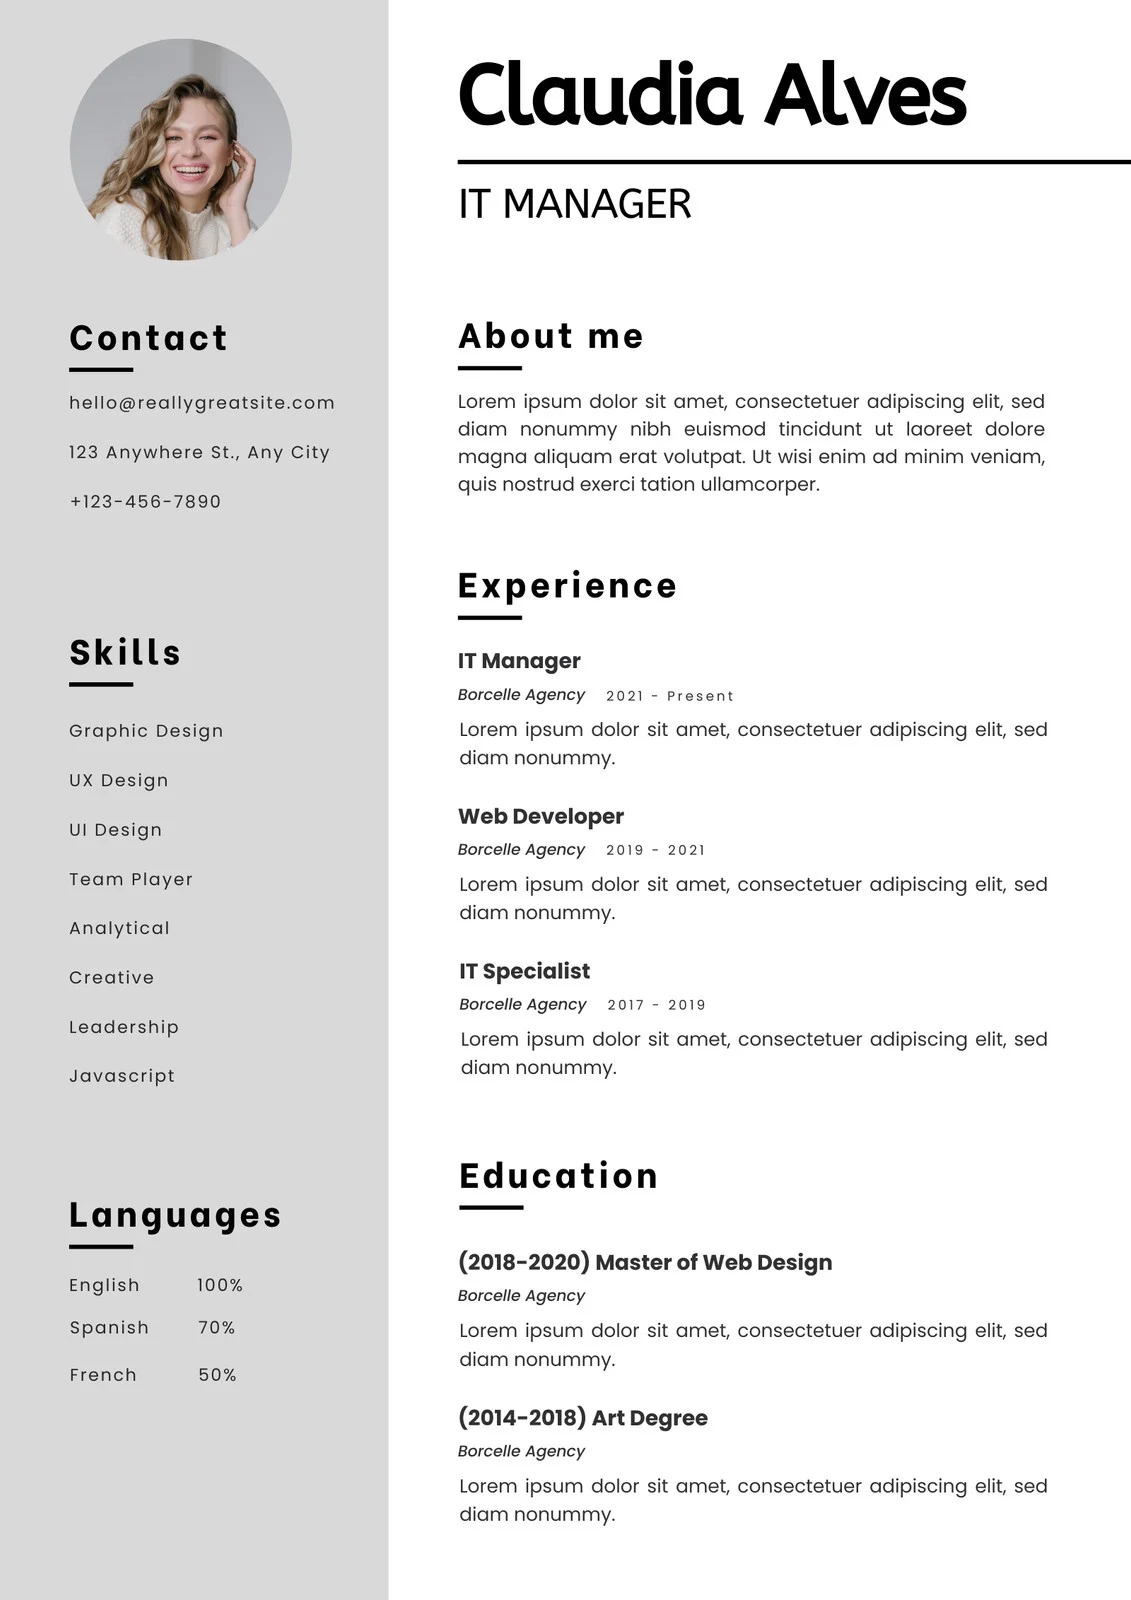 Claudia Alves
IT MANAGER
Contact
hello@reallygreatsite.com
123 Anywhere St., Any City
+123-456-7890
Skills
Graphic Design
UX Design
UI Design
Team Player
Analytical
Creative
Leadership
Javascript
Languages
English 100%
Spanish 70%
French 50%
About me
Lorem ipsum dolor sit amet, consectetuer adipiscing elit, sed
diam nonummy nibh euismod tincidunt ut laoreet dolore
magna aliquam erat volutpat. Ut wisi enim ad minim veniam,
quis nostrud exerci tation ullamcorper.
Experience
IT Manager
Borcelle Agency 2021 - Present
Lorem ipsum dolor sit amet, consectetuer adipiscing elit, sed
diam nonummy.
Web Developer
Borcelle Agency 2019 - 2021
Lorem ipsum dolor sit amet, consectetuer adipiscing elit, sed
diam nonummy.
IT Specialist
Borcelle Agency 2017 - 2019
Lorem ipsum dolor sit amet, consectetuer adipiscing elit, sed
diam nonummy.
Education
(2018-2020) Master of Web Design
Borcelle Agency
Lorem ipsum dolor sit amet, consectetuer adipiscing elit, sed
diam nonummy.
(2014-2018) Art Degree
Borcelle Agency
Lorem ipsum dolor sit amet, consectetuer adipiscing elit, sed
diam nonummy.